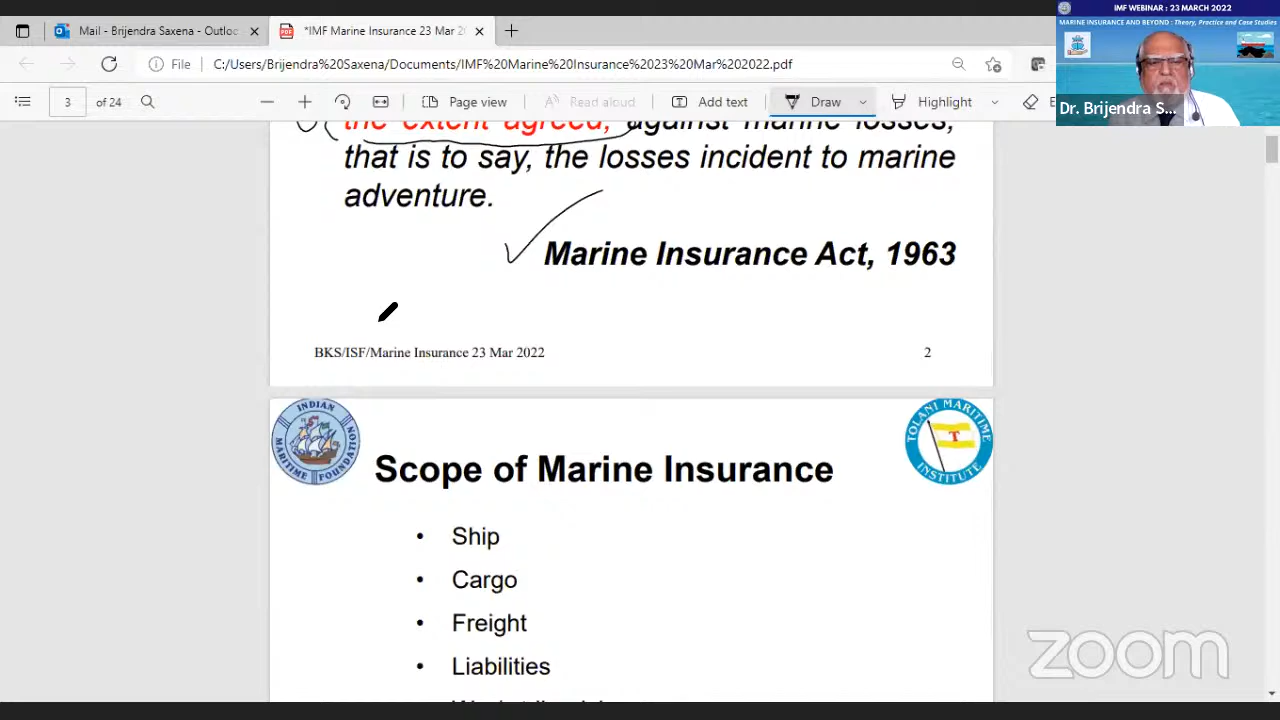 IMF WEBINAR : 23 MARCH 2022
MARINE INSURANCE AND BEYOND : Theory, Practice and Case Studies
Dr. Brijendra S...
Mail - Brijendra Saxena - Outloc
*IMF Marine Insurance 23 Mar 2
File
C:/Users/Brijendra%20Saxena/Documents/IMF%20Marine%20Insurance%2023%20Mar%202022.pdf
3 of 24
Page view
Read aloud
Add text
Draw
Highlight
the extent agreed, against marine losses,
that is to say, the losses incident to marine
adventure.
Marine Insurance Act, 1963
BKS/ISF/Marine Insurance 23 Mar 2022
2
INDIAN MARITIME FOUNDATION
TOLANI MARITIME INSTITUTE
T
Scope of Marine Insurance
• Ship
• Cargo
• Freight
• Liabilities
zoom